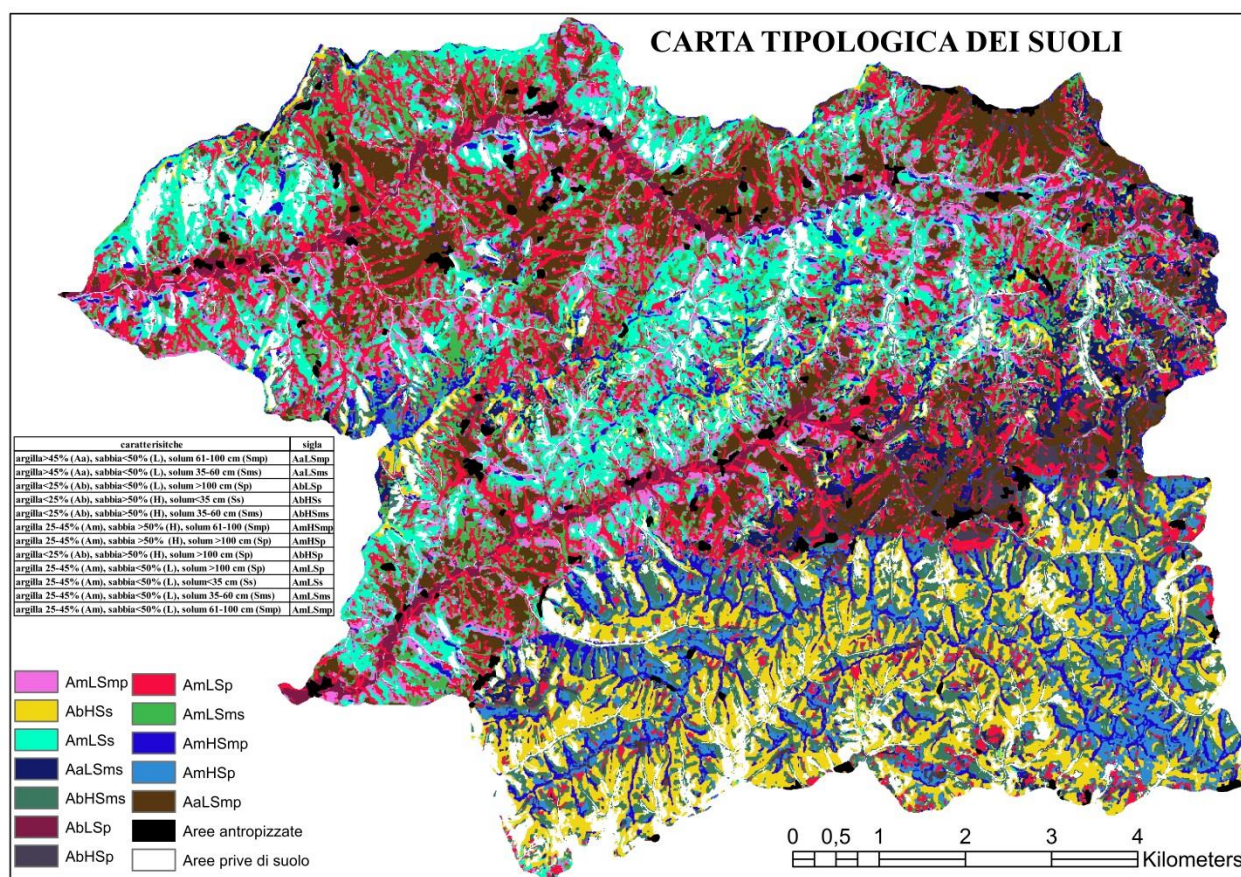 CARTA TIPOLOGICA DEI SUOLI
caratterisitche sigla
argilla>45% (Aa), sabbia<50% (L), solum 61-100 cm (Smp) AaLSmp
argilla>45% (Aa), sabbia<50% (L), solum 35-60 cm (Sms) AaLSms
argilla<25% (Ab), sabbia<50% (L), solum >100 cm (Sp) AbLSp
argilla<25% (Ab), sabbia>50% (H), solum<35 cm (Ss) AbHSs
argilla<25% (Ab), sabbia>50% (H), solum 35-60 cm (Sms) AbHSms
argilla 25-45% (Am), sabbia >50% (H), solum 61-100 (Smp) AmHSmp
argilla 25-45% (Am), sabbia >50% (H), solum >100 cm (Sp) AmHSp
argilla<25% (Ab), sabbia>50% (H), solum >100 cm (Sp) AbHSp
argilla 25-45% (Am), sabbia<50% (L), solum >100 cm (Sp) AmLSp
argilla 25-45% (Am), sabbia<50% (L), solum<35 cm (Ss) AmLSs
argilla 25-45% (Am), sabbia<50% (L), solum 35-60 cm (Sms) AmLSms
argilla 25-45% (Am), sabbia<50% (L), solum 61-100 cm (Smp) AmLSmp
AmLSmp
AbHSs
AmLSs
AaLSms
AbHSms
AbLSp
AbHSp
AmLSp
AmLSms
AmHSmp
AmHSp
AaLSmp
Aree antropizzate
Aree prive di suolo
0 0,5 1 2 3 4
Kilometers